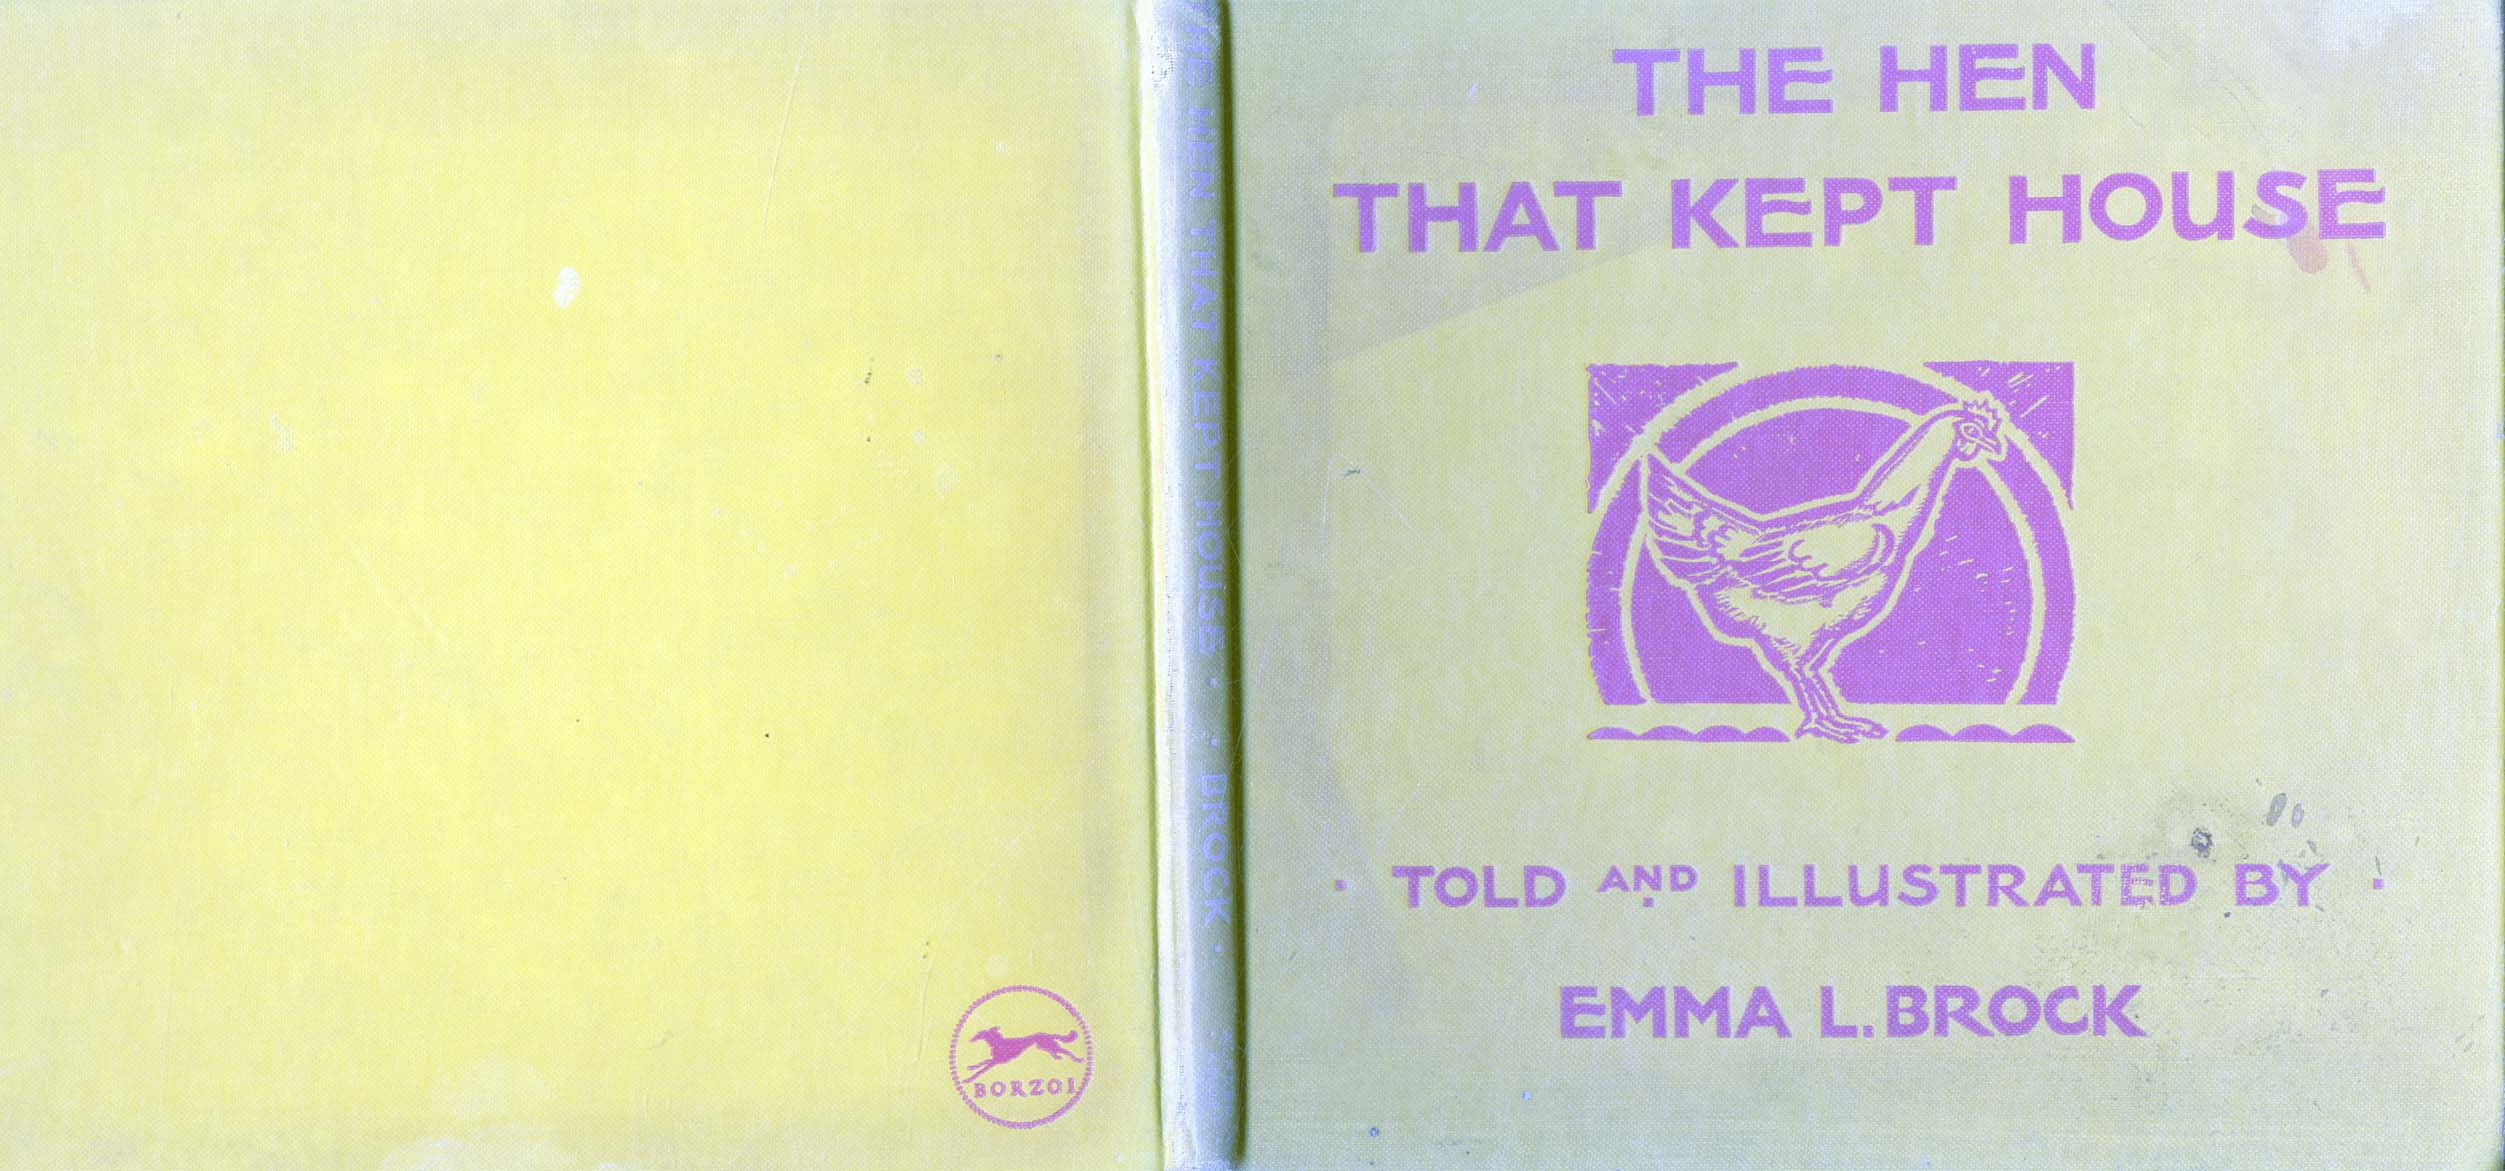 THE HEN
THAT KEPT HOUSE
· TOLD AND ILLUSTRATED BY ·
EMMA L. BROCK
THE HEN THAT KEPT HOUSE · BROCK ·
BORZOI